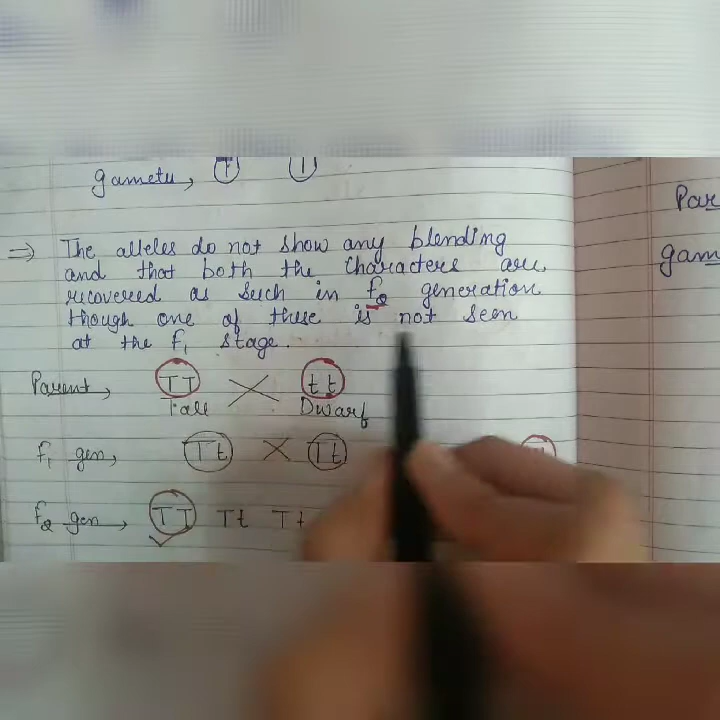 gamete, T
⇒ The alleles do not show any blending
and that both the characters are
recovered as such in f2 generation
though one of these is not seen
at the f1 stage.
Parent, TT tt
Tall Dwarf
f1 gen, Tt × Tt
f2 gen → TT Tt Tt
Par
gam